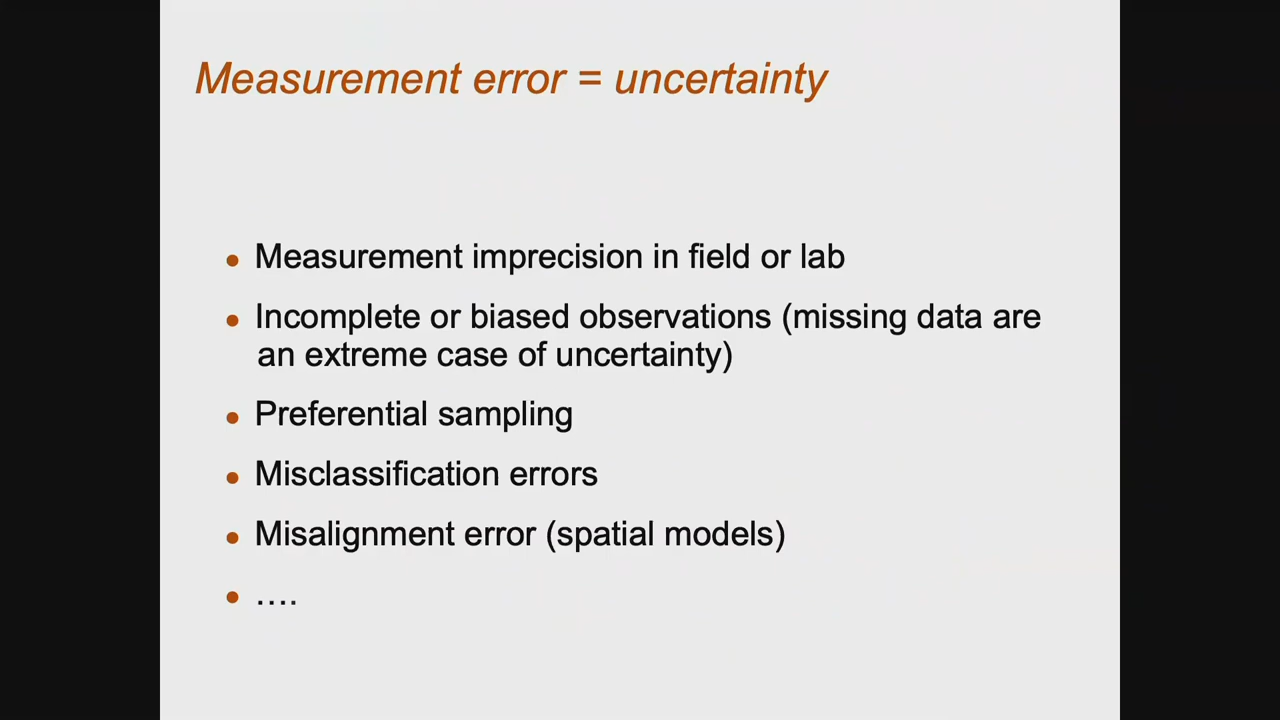 Measurement error = uncertainty
• Measurement imprecision in field or lab
• Incomplete or biased observations (missing data are
an extreme case of uncertainty)
• Preferential sampling
• Misclassification errors
• Misalignment error (spatial models)
• ....